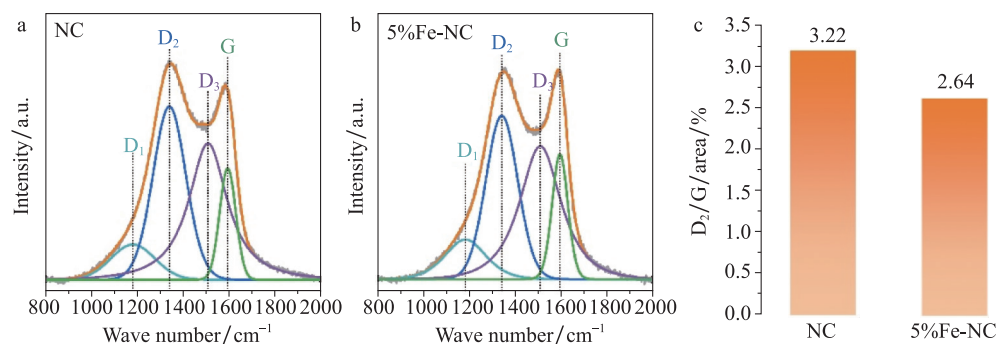 a
NC
D₁
D₂
D₃
G
Intensity/a.u.
800 1000 1200 1400 1600 1800 2000
Wave number/cm⁻¹
b
5%Fe-NC
D₁
D₂
D₃
G
Intensity/a.u.
800 1000 1200 1400 1600 1800 2000
Wave number/cm⁻¹
c
D₂/G/area/%
3.5
3.0
2.5
2.0
1.5
1.0
0.5
0.0
3.22
2.64
NC
5%Fe-NC